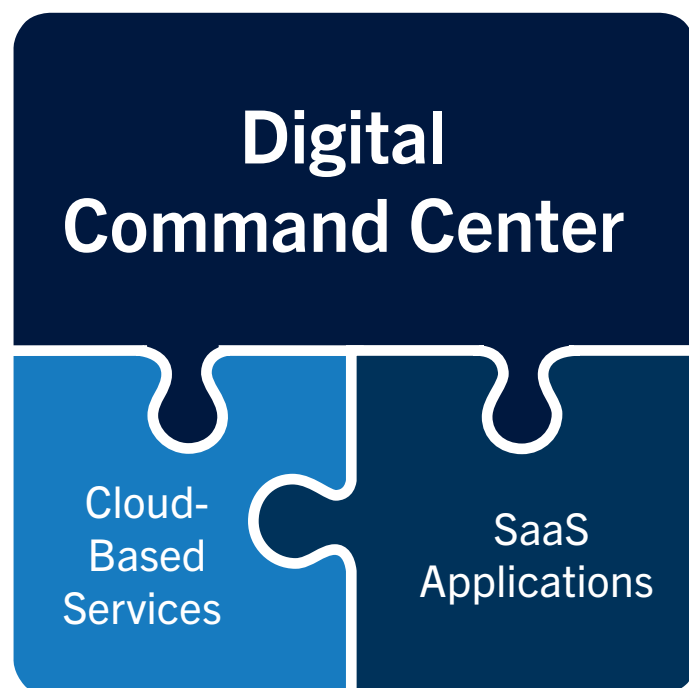 Digital
Command Center
Cloud-
Based
Services
SaaS
Applications